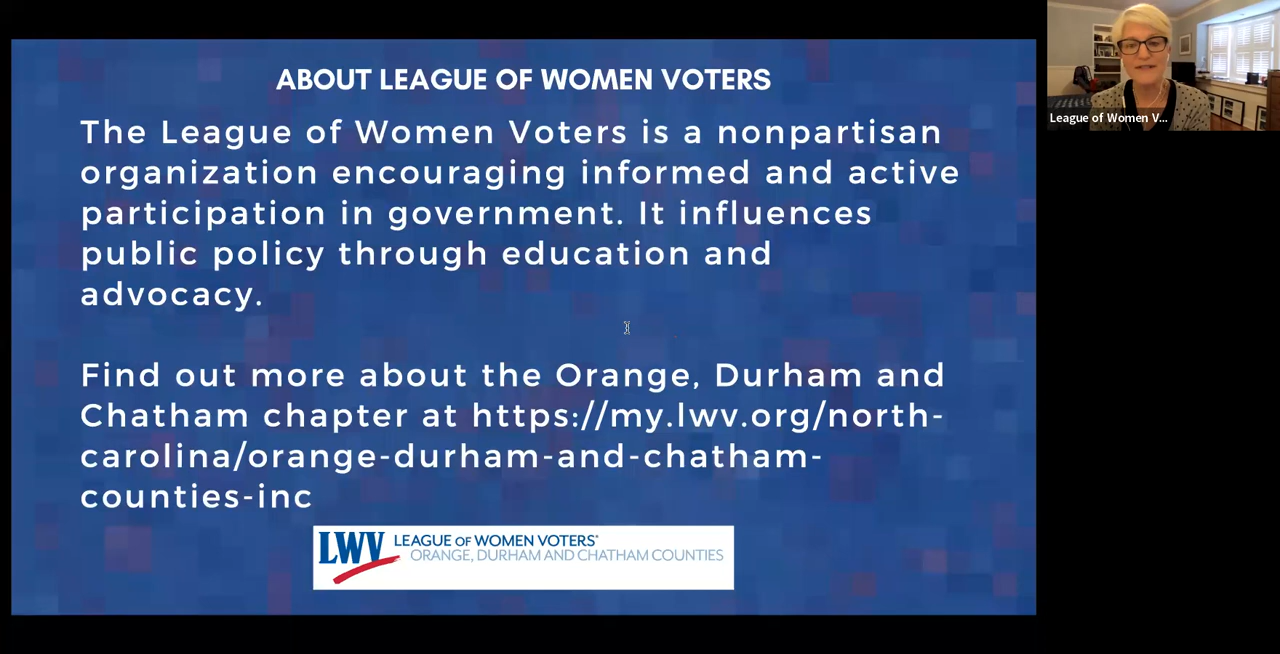 ABOUT LEAGUE OF WOMEN VOTERS
The League of Women Voters is a nonpartisan
organization encouraging informed and active
participation in government. It influences
public policy through education and
advocacy.
Find out more about the Orange, Durham and
Chatham chapter at https://my.lwv.org/north-
carolina/orange-durham-and-chatham-
counties-inc
LWV LEAGUE OF WOMEN VOTERS®
ORANGE, DURHAM AND CHATHAM COUNTIES
League of Women V...